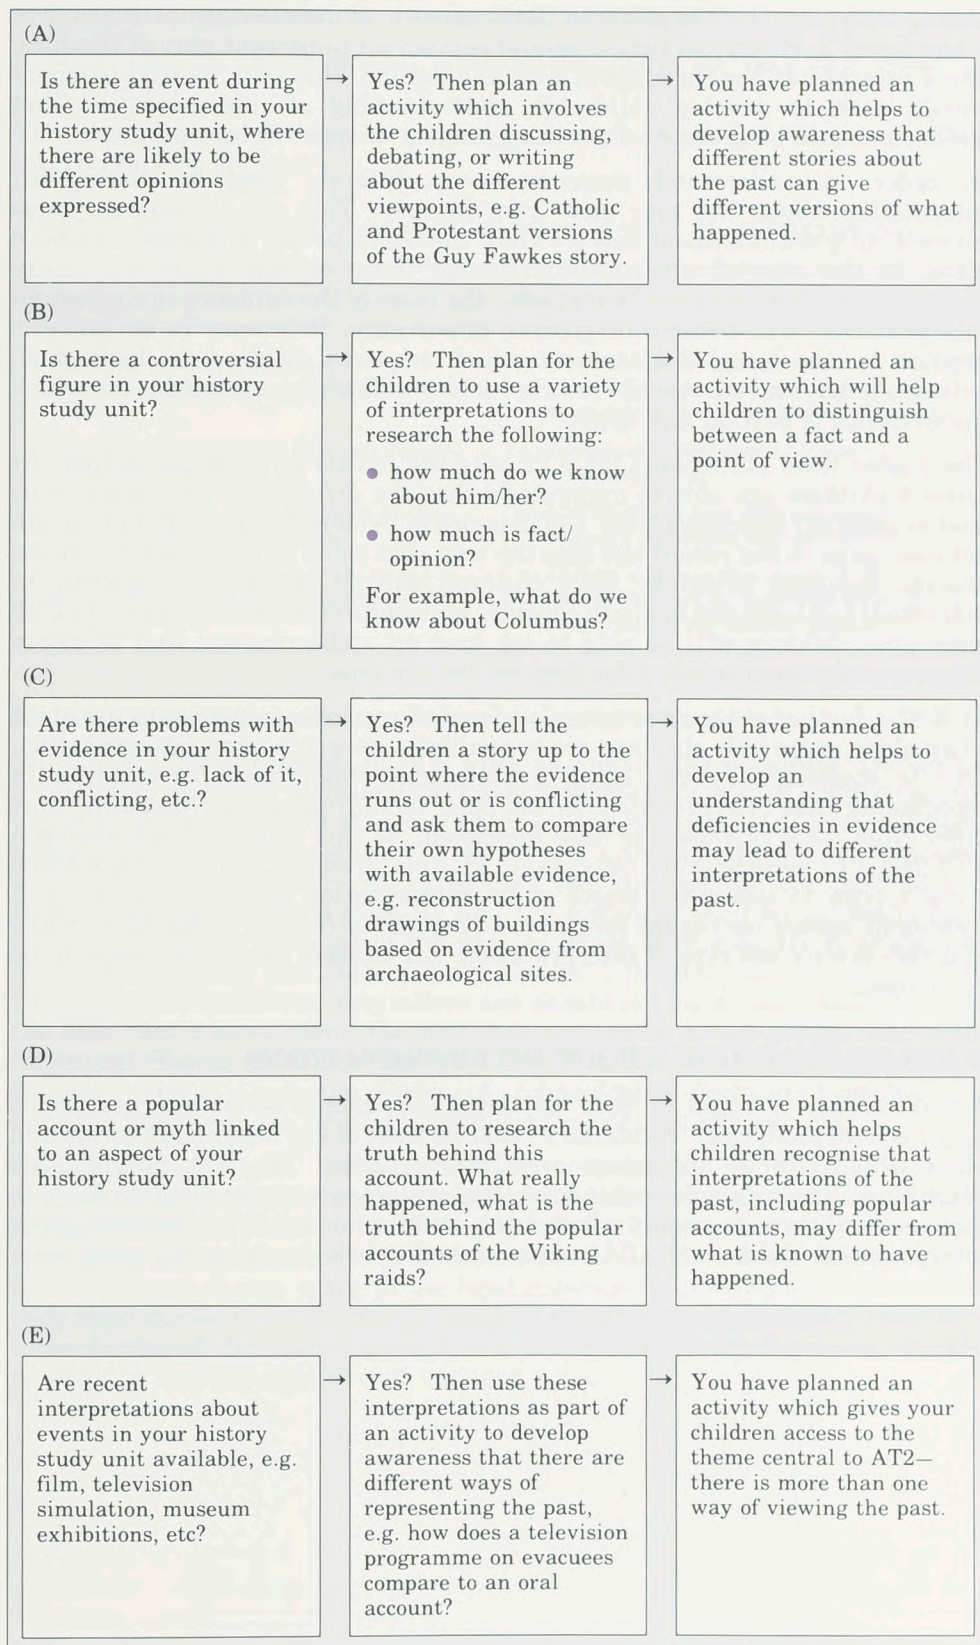 (A)
Is there an event during
the time specified in your
history study unit, where
there are likely to be
different opinions
expressed?
→
Yes? Then plan an
activity which involves
the children discussing,
debating, or writing
about the different
viewpoints, e.g. Catholic
and Protestant versions
of the Guy Fawkes story.
→
You have planned an
activity which helps to
develop awareness that
different stories about
the past can give
different versions of what
happened.
(B)
Is there a controversial
figure in your history
study unit?
→
Yes? Then plan for the
children to use a variety
of interpretations to
research the following:
● how much do we know
about him/her?
● how much is fact/
opinion?
For example, what do we
know about Columbus?
→
You have planned an
activity which will help
children to distinguish
between a fact and a
point of view.
(C)
Are there problems with
evidence in your history
study unit, e.g. lack of it,
conflicting, etc.?
→
Yes? Then tell the
children a story up to the
point where the evidence
runs out or is conflicting
and ask them to compare
their own hypotheses
with available evidence,
e.g. reconstruction
drawings of buildings
based on evidence from
archaeological sites.
→
You have planned an
activity which helps to
develop an
understanding that
deficiencies in evidence
may lead to different
interpretations of the
past.
(D)
Is there a popular
account or myth linked
to an aspect of your
history study unit?
→
Yes? Then plan for the
children to research the
truth behind this
account. What really
happened, what is the
truth behind the popular
accounts of the Viking
raids?
→
You have planned an
activity which helps
children recognise that
interpretations of the
past, including popular
accounts, may differ from
what is known to have
happened.
(E)
Are recent
interpretations about
events in your history
study unit available, e.g.
film, television
simulation, museum
exhibitions, etc?
→
Yes? Then use these
interpretations as part of
an activity to develop
awareness that there are
different ways of
representing the past,
e.g. how does a television
programme on evacuees
compare to an oral
account?
→
You have planned an
activity which gives your
children access to the
theme central to AT2—
there is more than one
way of viewing the past.